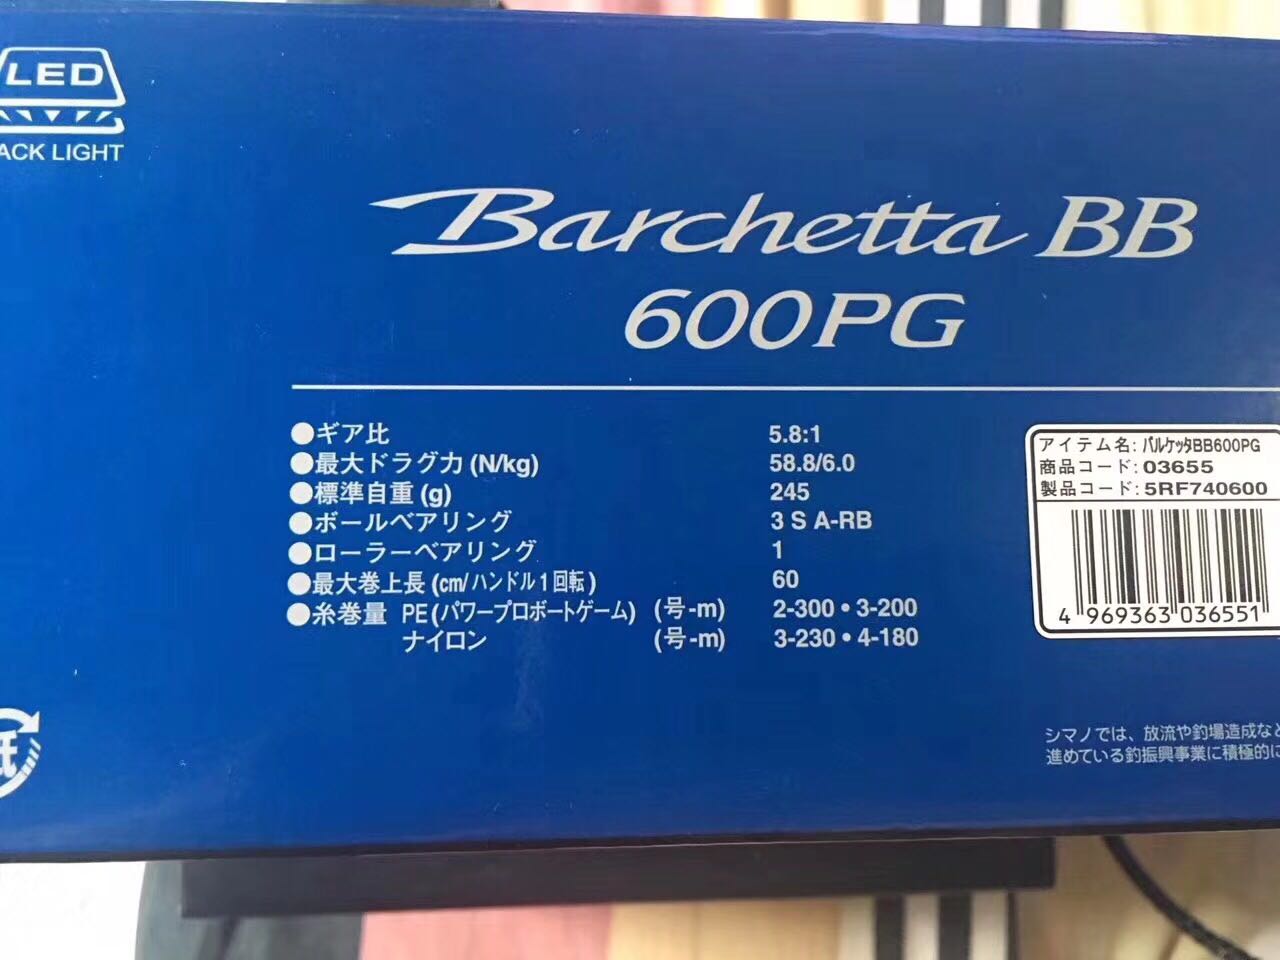 LED
ACK LIGHT
Barchetta BB
600PG
●ギア比 5.8:1
●最大ドラグ力 (N/kg) 58.8/6.0
●標準自重 (g) 245
●ボールベアリング 3 S A-RB
●ローラーベアリング 1
●最大巻上長 (cm/ハンドル1回転) 60
●糸巻量 PE(パワープロボートゲーム) (号-m) 2-300・3-200
ナイロン (号-m) 3-230・4-180
アイテム名: バルケッタBB600PG
商品コード: 03655
製品コード: 5RF740600
4 969363 036551
紙
シマノでは、放流や釣場造成など
進めている釣振興事業に積極的に